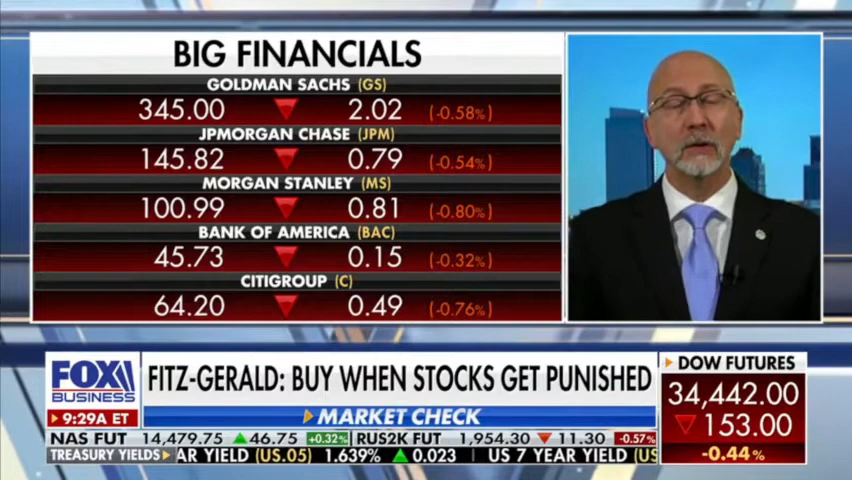 BIG FINANCIALS
GOLDMAN SACHS (GS)
345.00 ▼ 2.02 (-0.58%)
JPMORGAN CHASE (JPM)
145.82 ▼ 0.79 (-0.54%)
MORGAN STANLEY (MS)
100.99 ▼ 0.81 (-0.80%)
BANK OF AMERICA (BAC)
45.73 ▼ 0.15 (-0.32%)
CITIGROUP (C)
64.20 ▼ 0.49 (-0.76%)
FOX
BUSINESS
9:29A ET
FITZ-GERALD: BUY WHEN STOCKS GET PUNISHED
MARKET CHECK
DOW FUTURES
34,442.00
▼ 153.00
-0.44%
NAS FUT 14,479.75 ▲ 46.75 +0.32% RUS2K FUT 1,954.30 ▼ 11.30 -0.57%
TREASURY YIELDS AR YIELD (US.05) 1.639% ▲ 0.023 US 7 YEAR YIELD (US